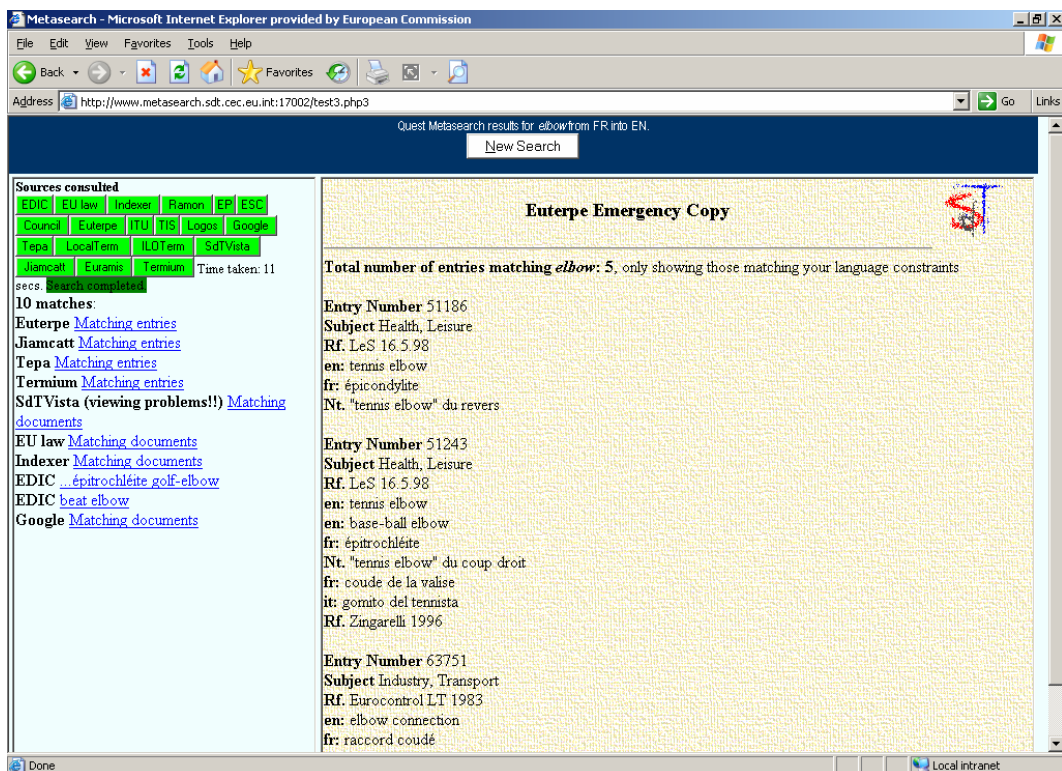 Metasearch - Microsoft Internet Explorer provided by European Commission
File Edit View Favorites Tools Help
Back Favorites
Address http://www.metasearch.sdt.cec.eu.int:17002/test3.php3 Go Links
Quest Metasearch results for elbow from FR into EN.
New Search
Sources consulted
EDIC EU law Indexer Ramon EP ESC
Council Euterpe ITU TIS Logos Google
Tepa LocalTerm ILOTerm SdTVista
Jiamcatt Euramis Termium Time taken: 11
secs. Search completed.
10 matches:
Euterpe Matching entries
Jiamcatt Matching entries
Tepa Matching entries
Termium Matching entries
SdTVista (viewing problems!!) Matching
documents
EU law Matching documents
Indexer Matching documents
EDIC ...épitrochléite golf-elbow
EDIC beat elbow
Google Matching documents
Euterpe Emergency Copy
SdT
Total number of entries matching elbow: 5, only showing those matching your language constraints
Entry Number 51186
Subject Health, Leisure
Rf. LeS 16.5.98
en: tennis elbow
fr: épicondylite
Nt. "tennis elbow" du revers
Entry Number 51243
Subject Health, Leisure
Rf. LeS 16.5.98
en: tennis elbow
en: base-ball elbow
fr: épitrochléite
Nt. "tennis elbow" du coup droit
fr: coude de la valise
it: gomito del tennista
Rf. Zingarelli 1996
Entry Number 63751
Subject Industry, Transport
Rf. Eurocontrol LT 1983
en: elbow connection
fr: raccord coudé
Done Local intranet